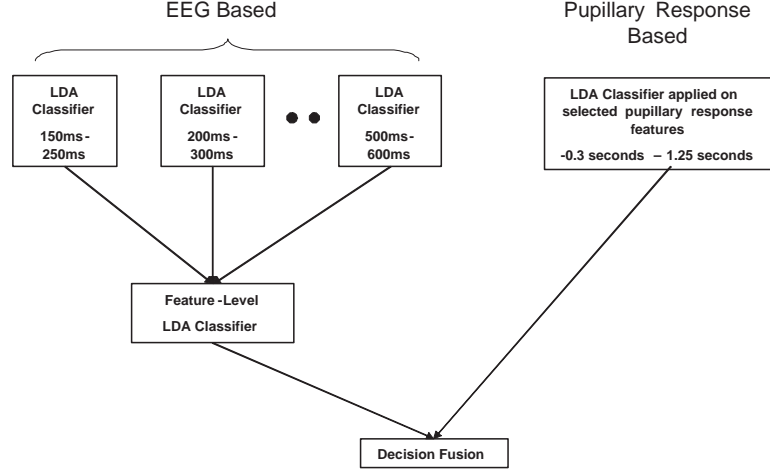 EEG Based
Pupillary Response
Based
LDA
Classifier
150ms-
250ms
LDA
Classifier
200ms-
300ms
LDA
Classifier
500ms-
600ms
LDA Classifier applied on
selected pupillary response
features
-0.3 seconds – 1.25 seconds
Feature-Level
LDA Classifier
Decision Fusion